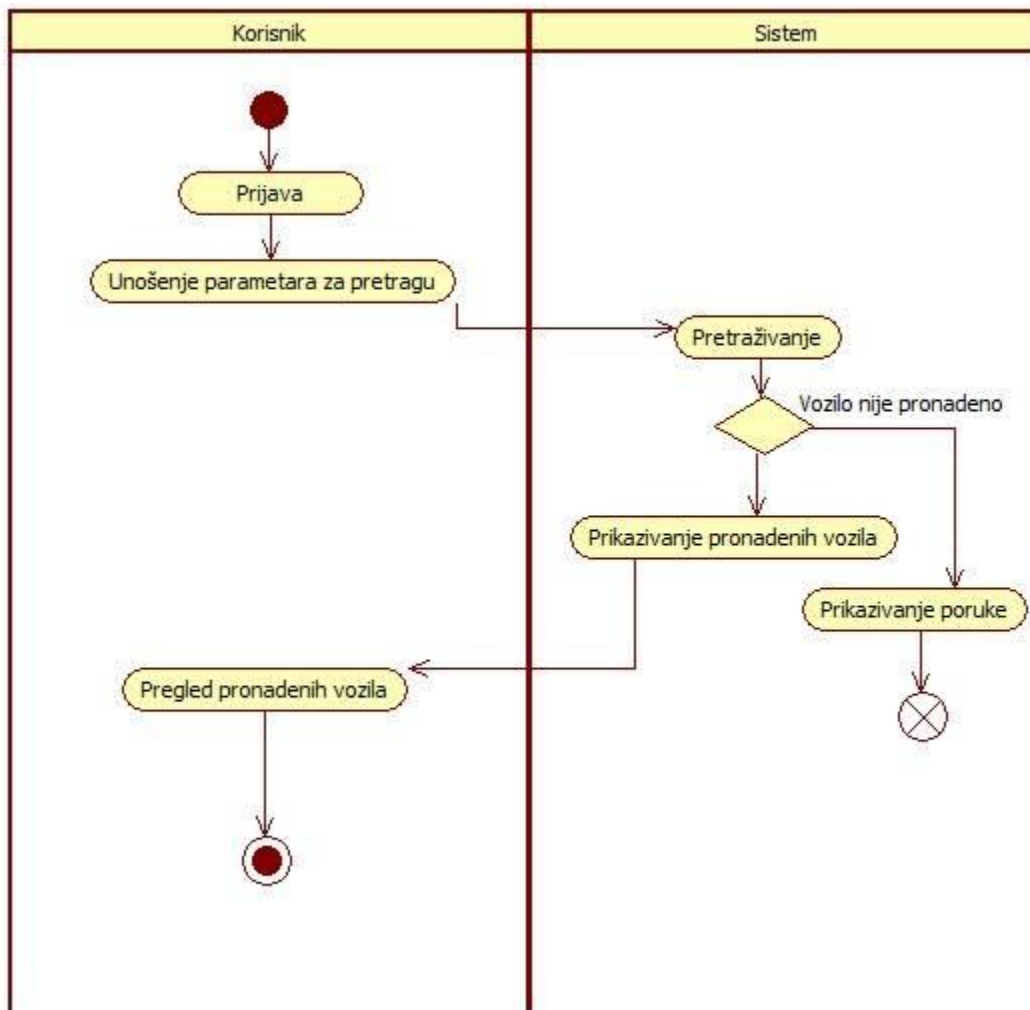 Korisnik
Sistem
Prijava
Unošenje parametara za pretragu
Pretraživanje
Vozilo nije pronadeno
Prikazivanje pronadenih vozila
Prikazivanje poruke
Pregled pronadenih vozila